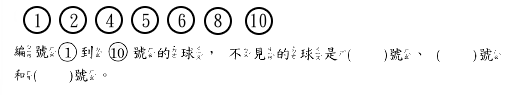 ① ② ④ ⑤ ⑥ ⑧ ⑩
編號①到⑩號的球，不見的球是(　　)號、(　　)號
和(　　)號。